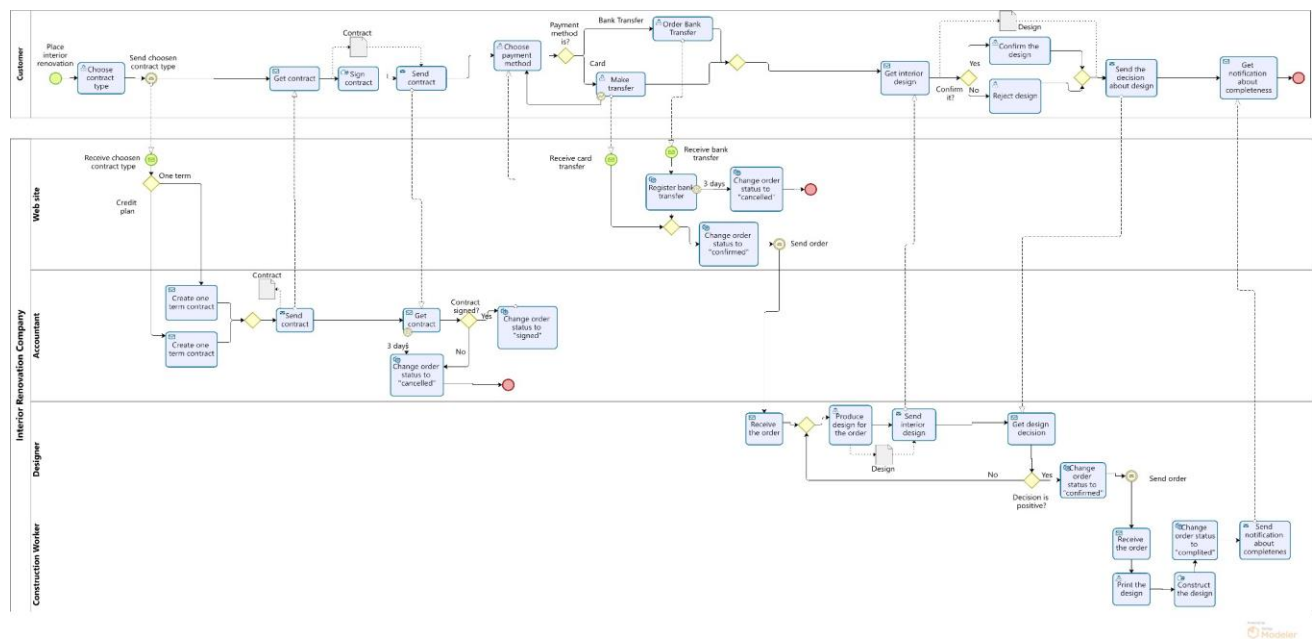 Customer
Place
interior
renovation
Choose
contract
type
Send choosen
contract type
Get contract
Contract
Sign
contract
Send
contract
Choose
payment
method
Payment
method
is?
Bank Transfer
Order Bank
Transfer
Card
Make
transfer
Get interior
design
Yes
Confirm
it?
No
Design
Confirm the
design
Reject design
Send the
decision
about design
Get
notification
about
completeness
Interior Renovation Company
Web site
Receive choosen
contract type
One term
Credit
plan
Receive card
transfer
Receive bank
transfer
Register bank
transfer
3 days
Change order
status to
"cancelled"
Change order
status to
"confirmed"
Send order
Accountant
Create one
term contract
Create one
term contract
Contract
Send
contract
Get
contract
Contract
signed?
Yes
Change order
status to
"signed"
3 days
No
Change order
status to
"cancelled"
Designer
Receive
the order
Produce
design for
the order
Design
Send
interior
design
Get design
decision
No
Yes
Decision is
positive?
Change
order
status to
"confirmed"
Send order
Construction Worker
Receive
the order
Print the
design
Construct
the design
Change
order status
to
"complited"
Send
notification
about
completenes
Modeler